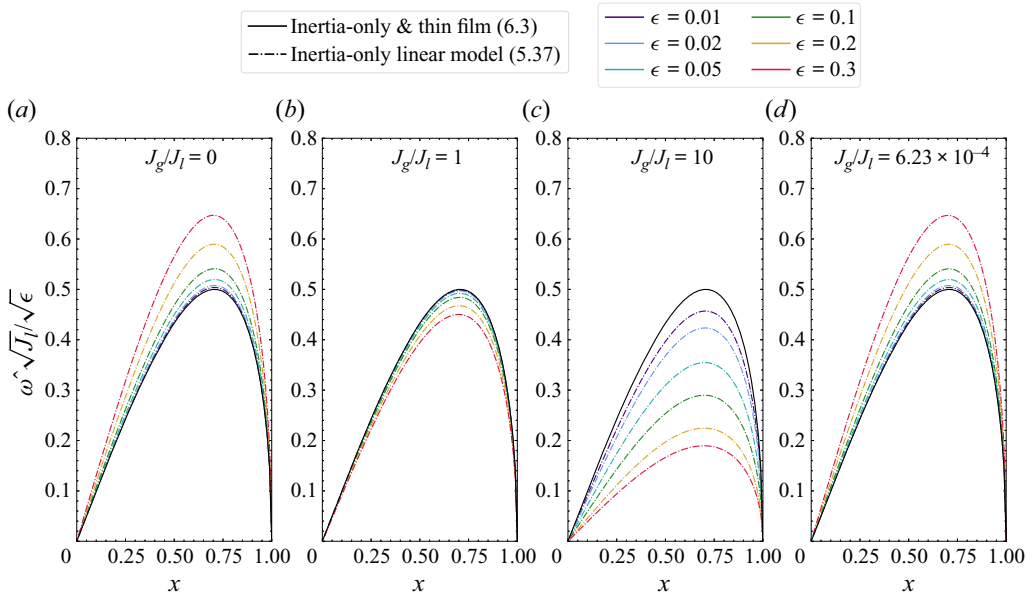 Inertia-only & thin film (6.3)
Inertia-only linear model (5.37)
ϵ = 0.01
ϵ = 0.1
ϵ = 0.02
ϵ = 0.2
ϵ = 0.05
ϵ = 0.3
(a) (b) (c) (d)
J_g/J_l = 0
J_g/J_l = 1
J_g/J_l = 10
J_g/J_l = 6.23 × 10⁻⁴
0.8 0.8 0.8 0.8
0.7 0.7 0.7 0.7
0.6 0.6 0.6 0.6
0.5 0.5 0.5 0.5
0.4 0.4 0.4 0.4
0.3 0.3 0.3 0.3
0.2 0.2 0.2 0.2
0.1 0.1 0.1 0.1
ω̂√J_l/√ϵ
0 0.25 0.50 0.75 1.00
0 0.25 0.50 0.75 1.00
0 0.25 0.50 0.75 1.00
0 0.25 0.50 0.75 1.00
x x x x